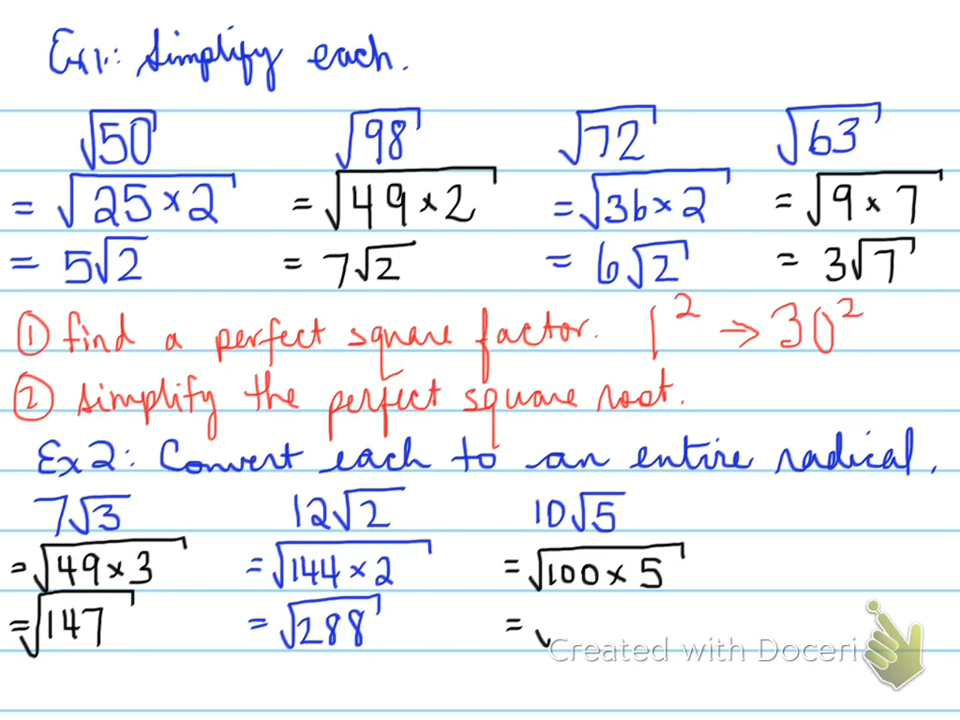 Ex1: Simplify each.
√50 √98 √72 √63
= √25 × 2 = √49 × 2 = √36 × 2 = √9 × 7
= 5√2 = 7√2 = 6√2 = 3√7
① find a perfect square factor. 1² → 30²
② simplify the perfect square root.
Ex2: Convert each to an entire radical.
7√3 12√2 10√5
= √49 × 3 = √144 × 2 = √100 × 5
= √147 = √288 = √
Created with Doceri